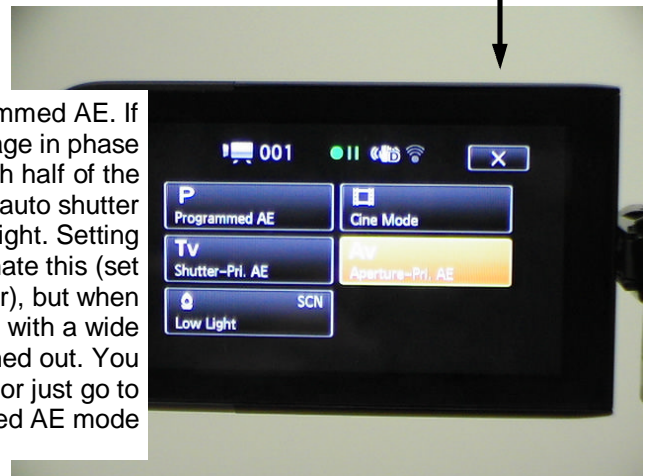 mmed AE. If
age in phase
h half of the
auto shutter
ight. Setting
nate this (set
r), but when
with a wide
ned out. You
or just go to
ed AE mode
001
P
Programmed AE
Cine Mode
Tv
Shutter-Pri. AE
Av
Aperture-Pri. AE
SCN
Low Light